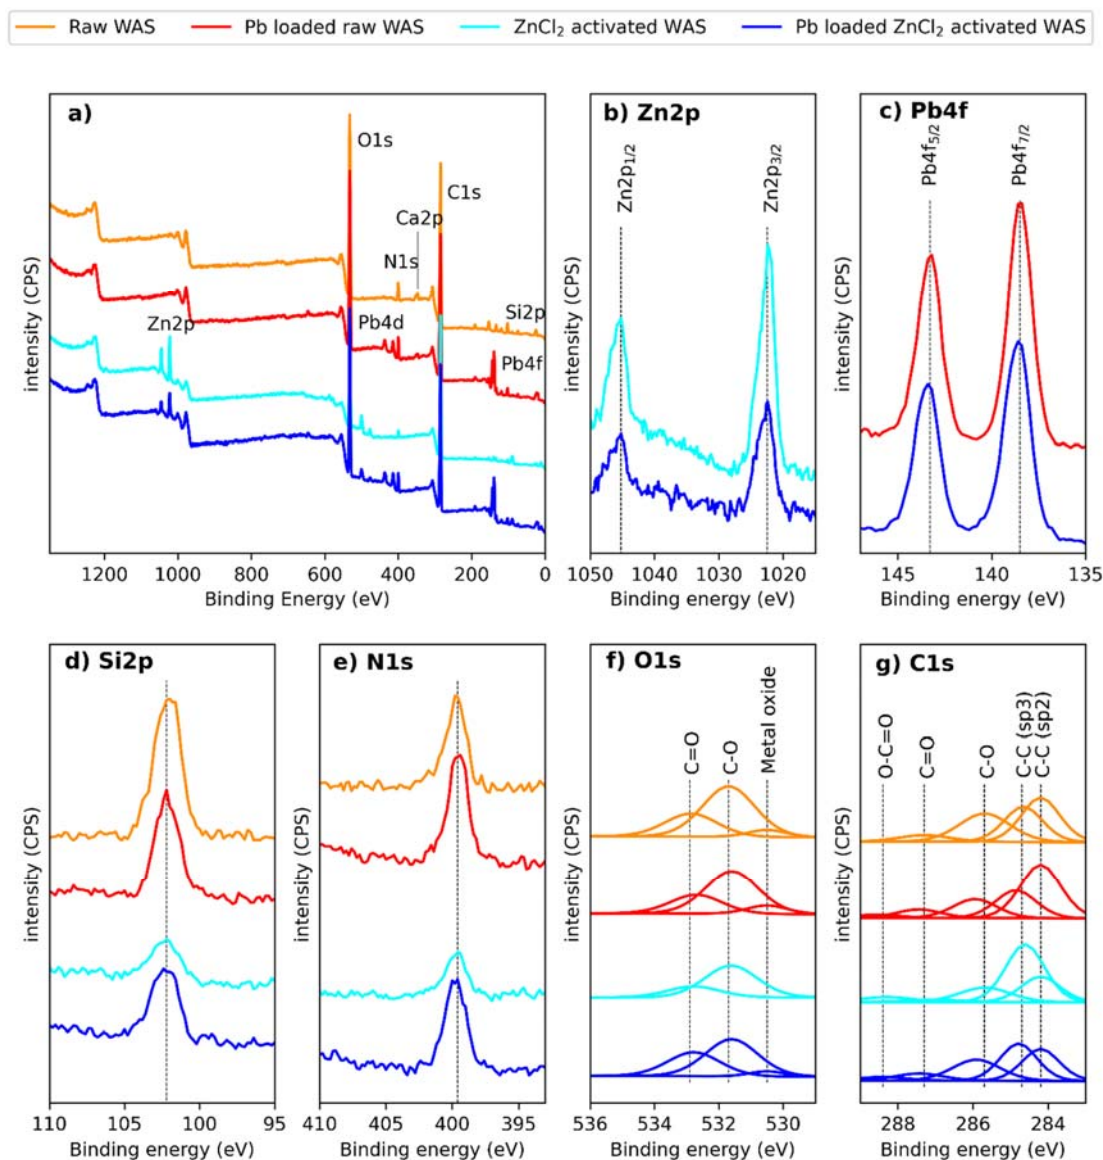 Raw WAS
Pb loaded raw WAS
ZnCl₂ activated WAS
Pb loaded ZnCl₂ activated WAS
a)
O1s
C1s
Ca2p
N1s
Si2p
Zn2p
Pb4d
Pb4f
intensity (CPS)
1200 1000 800 600 400 200 0
Binding Energy (eV)
b) Zn2p
Zn2p₁/₂
Zn2p₃/₂
intensity (CPS)
1050 1040 1030 1020
Binding energy (eV)
c) Pb4f
Pb4f₅/₂
Pb4f₇/₂
intensity (CPS)
145 140 135
Binding energy (eV)
d) Si2p
intensity (CPS)
110 105 100 95
Binding energy (eV)
e) N1s
intensity (CPS)
410 405 400 395
Binding energy (eV)
f) O1s
C=O
C-O
Metal oxide
intensity (CPS)
536 534 532 530
Binding energy (eV)
g) C1s
O-C=O
C=O
C-O
C-C (sp3)
C-C (sp2)
intensity (CPS)
288 286 284
Binding energy (eV)